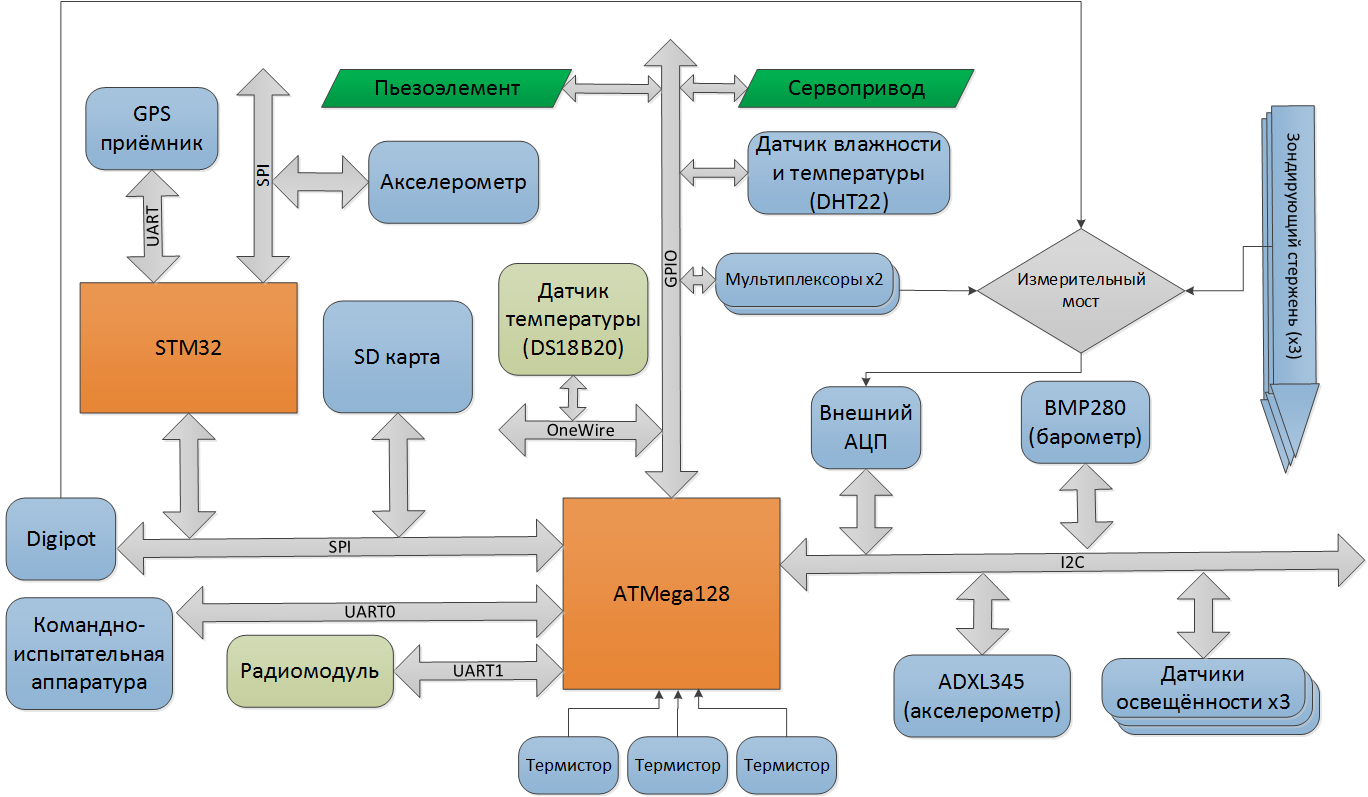 Пьезоэлемент
Сервопривод
GPS
приёмник
SPI
Акселерометр
Датчик влажности
и температуры
(DHT22)
Зондирующий стержень (х3)
UART
GPIO
Мультиплексоры х2
Измерительный
мост
STM32
SD карта
Датчик
температуры
(DS18B20)
OneWire
Внешний
АЦП
BMP280
(барометр)
Digipot
SPI
I2C
ATMega128
Командно-
испытательная
аппаратура
UART0
Радиомодуль
UART1
ADXL345
(акселерометр)
Датчики
освещённости х3
Термистор
Термистор
Термистор